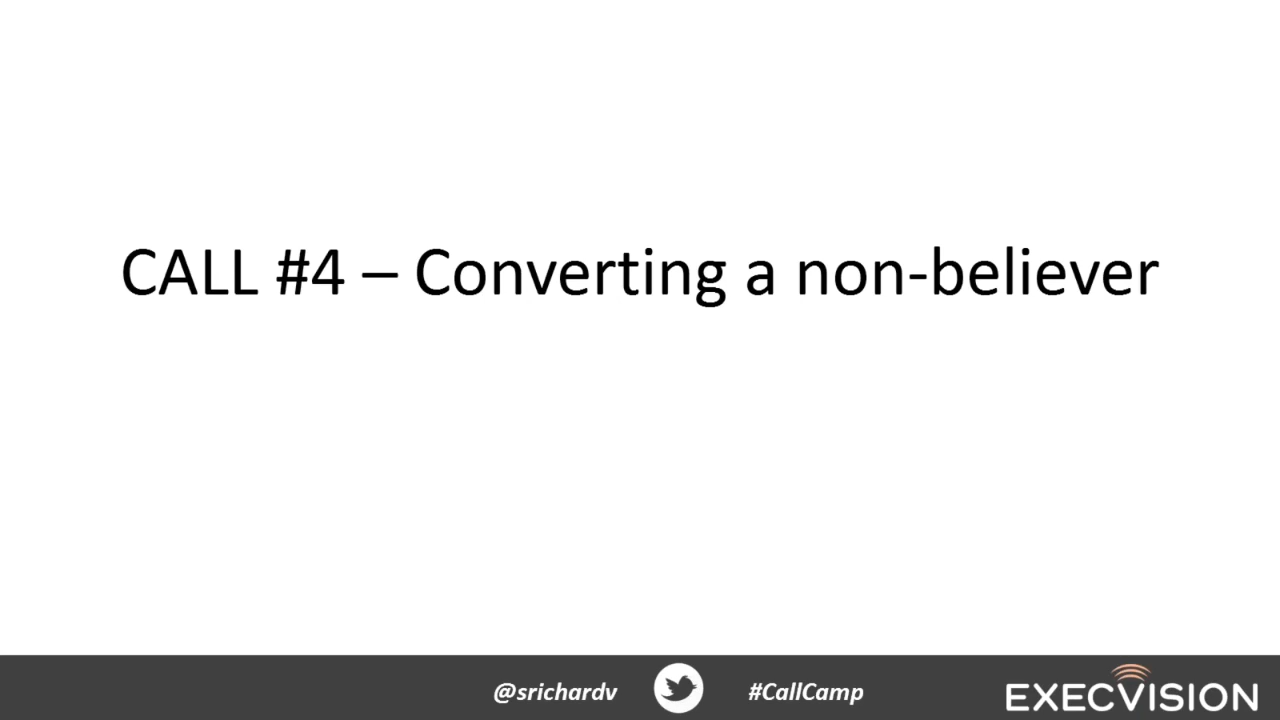 CALL #4 – Converting a non-believer
@srichardv #CallCamp EXECVISION